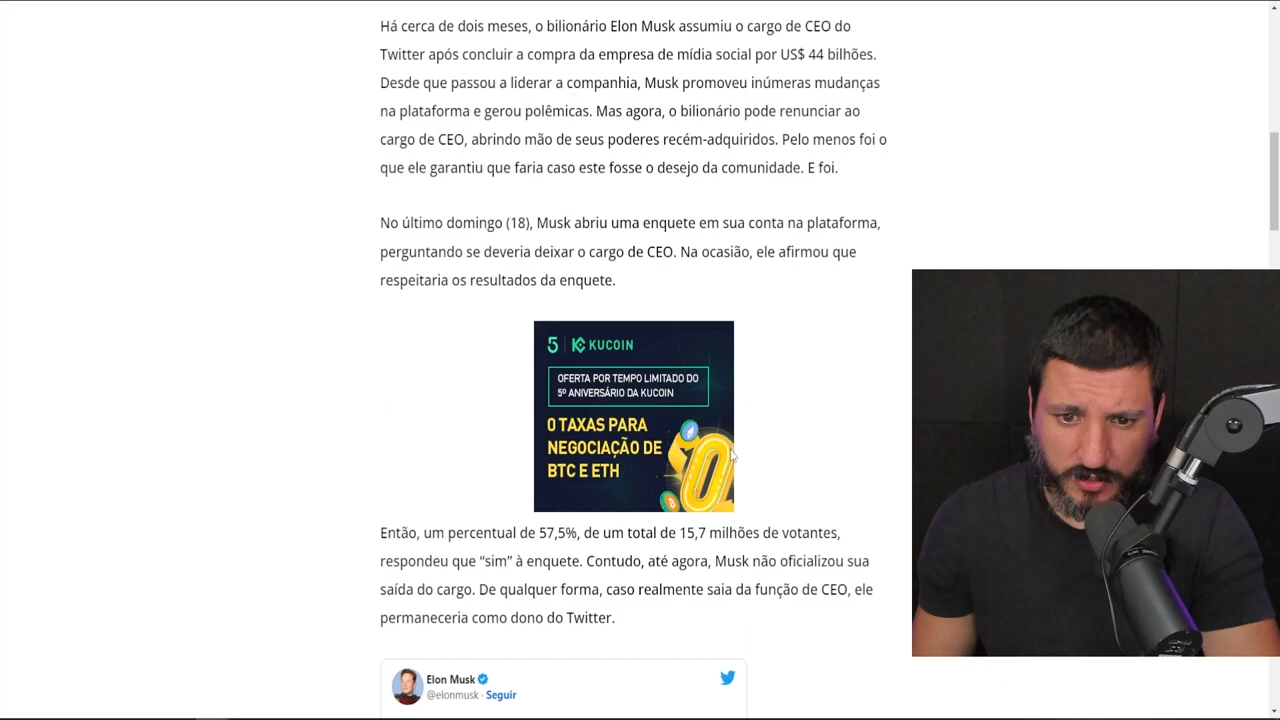 Há cerca de dois meses, o bilionário Elon Musk assumiu o cargo de CEO do
Twitter após concluir a compra da empresa de mídia social por US$ 44 bilhões.
Desde que passou a liderar a companhia, Musk promoveu inúmeras mudanças
na plataforma e gerou polêmicas. Mas agora, o bilionário pode renunciar ao
cargo de CEO, abrindo mão de seus poderes recém-adquiridos. Pelo menos foi o
que ele garantiu que faria caso este fosse o desejo da comunidade. E foi.
No último domingo (18), Musk abriu uma enquete em sua conta na plataforma,
perguntando se deveria deixar o cargo de CEO. Na ocasião, ele afirmou que
respeitaria os resultados da enquete.
5 | KUCOIN
OFERTA POR TEMPO LIMITADO DO
5º ANIVERSÁRIO DA KUCOIN
0 TAXAS PARA
NEGOCIAÇÃO DE
BTC E ETH
Então, um percentual de 57,5%, de um total de 15,7 milhões de votantes,
respondeu que “sim” à enquete. Contudo, até agora, Musk não oficializou sua
saída do cargo. De qualquer forma, caso realmente saia da função de CEO, ele
permaneceria como dono do Twitter.
Elon Musk
@elonmusk · Seguir